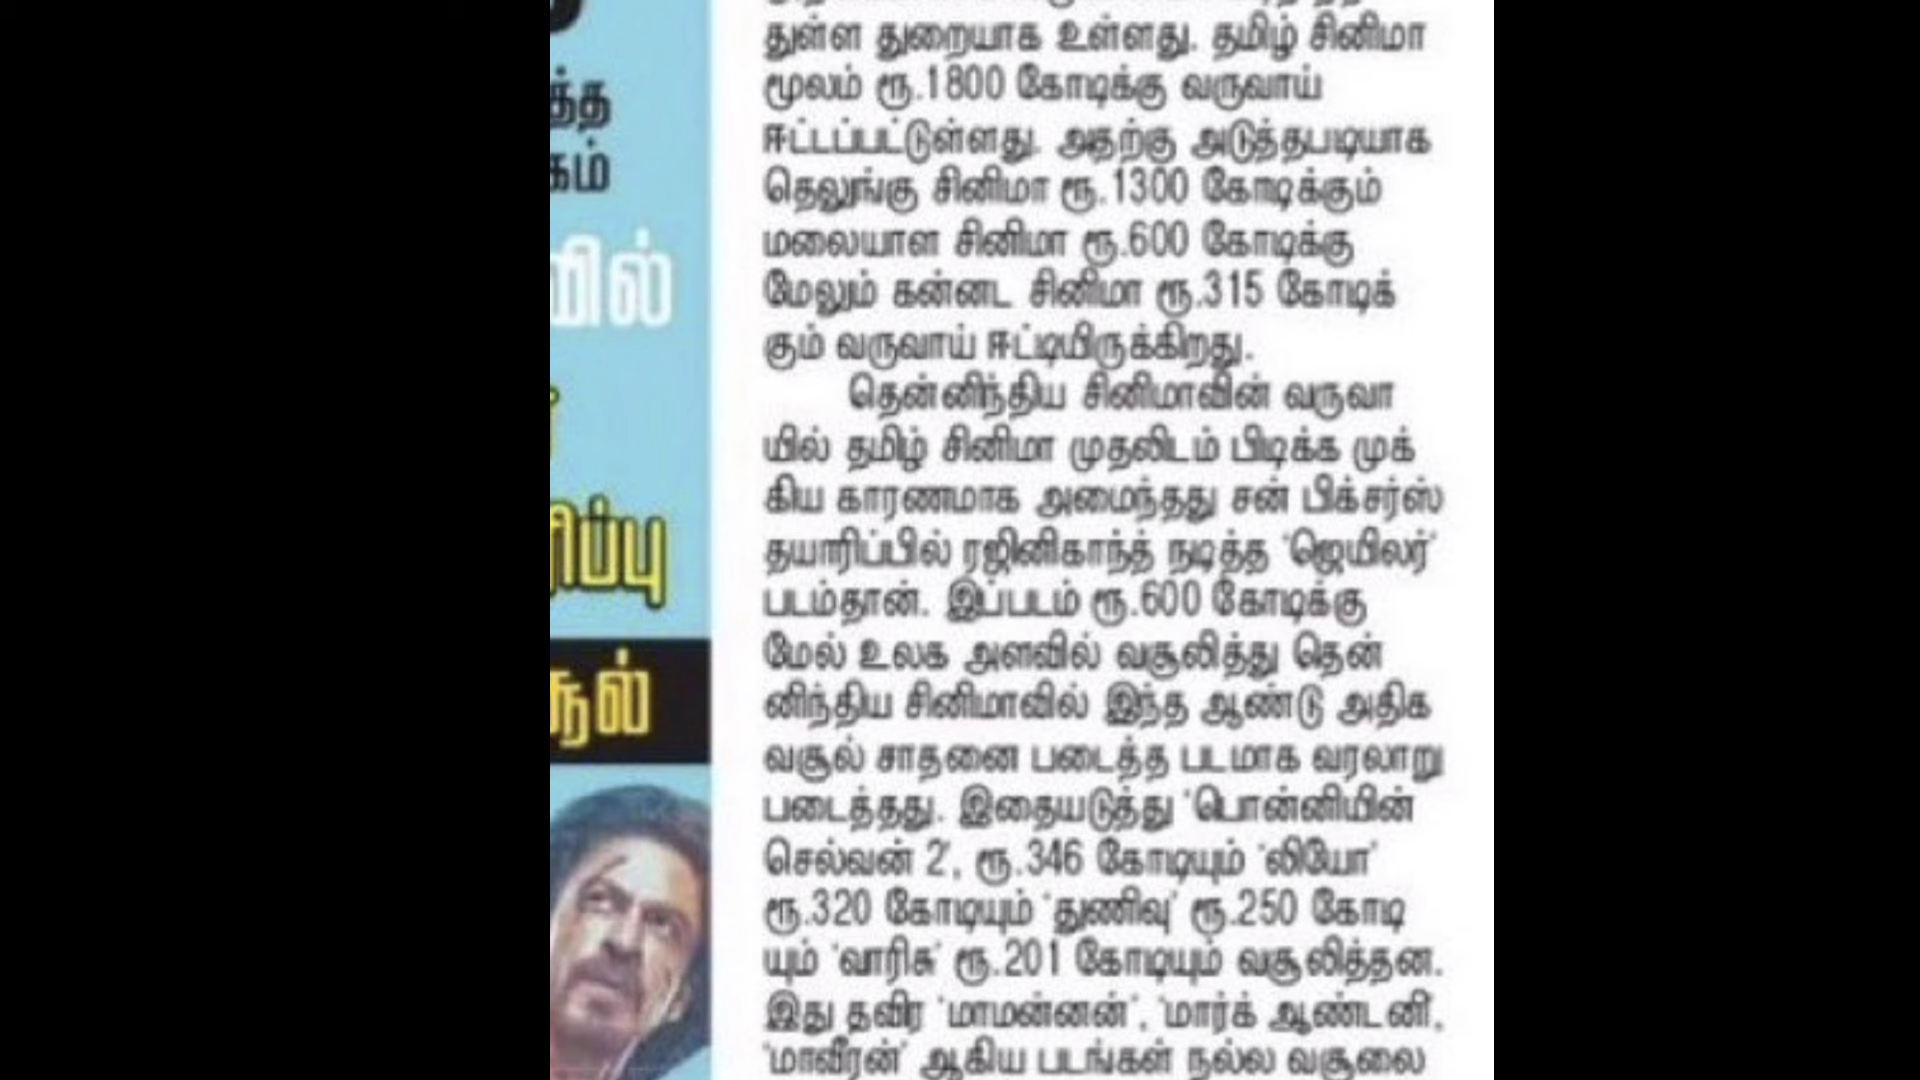 த்த
கம்
வில்
ரிப்பு
சூல்
துள்ள துறையாக உள்ளது. தமிழ் சினிமா
மூலம் ரூ.1800 கோடிக்கு வருவாய்
ஈட்டப்பட்டுள்ளது. அதற்கு அடுத்தபடியாக
தெலுங்கு சினிமா ரூ.1300 கோடிக்கும்
மலையாள சினிமா ரூ.600 கோடிக்கு
மேலும் கன்னட சினிமா ரூ.315 கோடிக்
கும் வருவாய் ஈட்டியிருக்கிறது.
தென்னிந்திய சினிமாவின் வருவா
யில் தமிழ் சினிமா முதலிடம் பிடிக்க முக்
கிய காரணமாக அமைந்தது சன் பிக்சர்ஸ்
தயாரிப்பில் ரஜினிகாந்த் நடித்த 'ஜெயிலர்'
படம்தான். இப்படம் ரூ.600 கோடிக்கு
மேல் உலக அளவில் வசூலித்து தென்
னிந்திய சினிமாவில் இந்த ஆண்டு அதிக
வசூல் சாதனை படைத்த படமாக வரலாறு
படைத்தது. இதையடுத்து 'பொன்னியின்
செல்வன் 2', ரூ.346 கோடியும் 'லியோ'
ரூ.320 கோடியும் 'துணிவு' ரூ.250 கோடி
யும் 'வாரிசு' ரூ.201 கோடியும் வசூலித்தன.
இது தவிர 'மாமன்னன்', 'மார்க் ஆண்டனி',
'மாவீரன்' ஆகிய படங்கள் நல்ல வசூலை